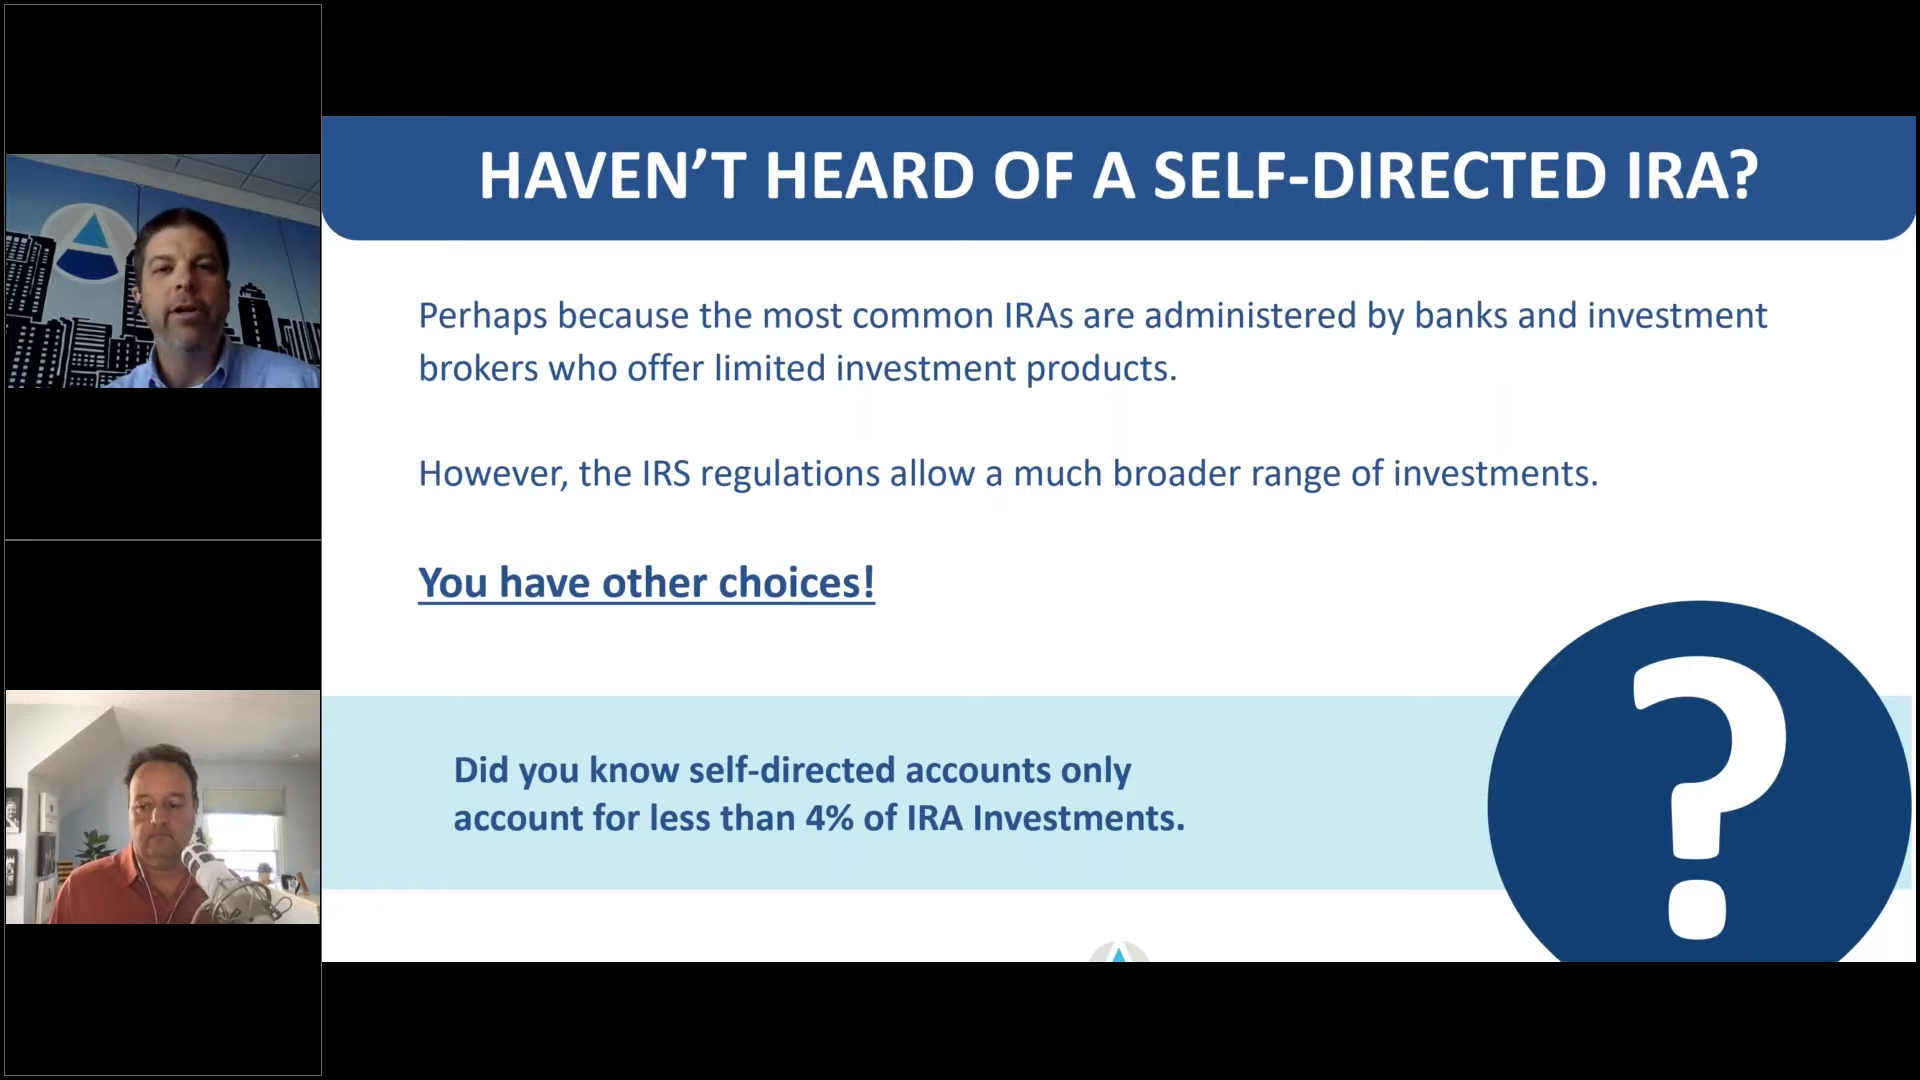 HAVEN’T HEARD OF A SELF-DIRECTED IRA?
Perhaps because the most common IRAs are administered by banks and investment
brokers who offer limited investment products.
However, the IRS regulations allow a much broader range of investments.
You have other choices!
Did you know self-directed accounts only
account for less than 4% of IRA Investments.
?